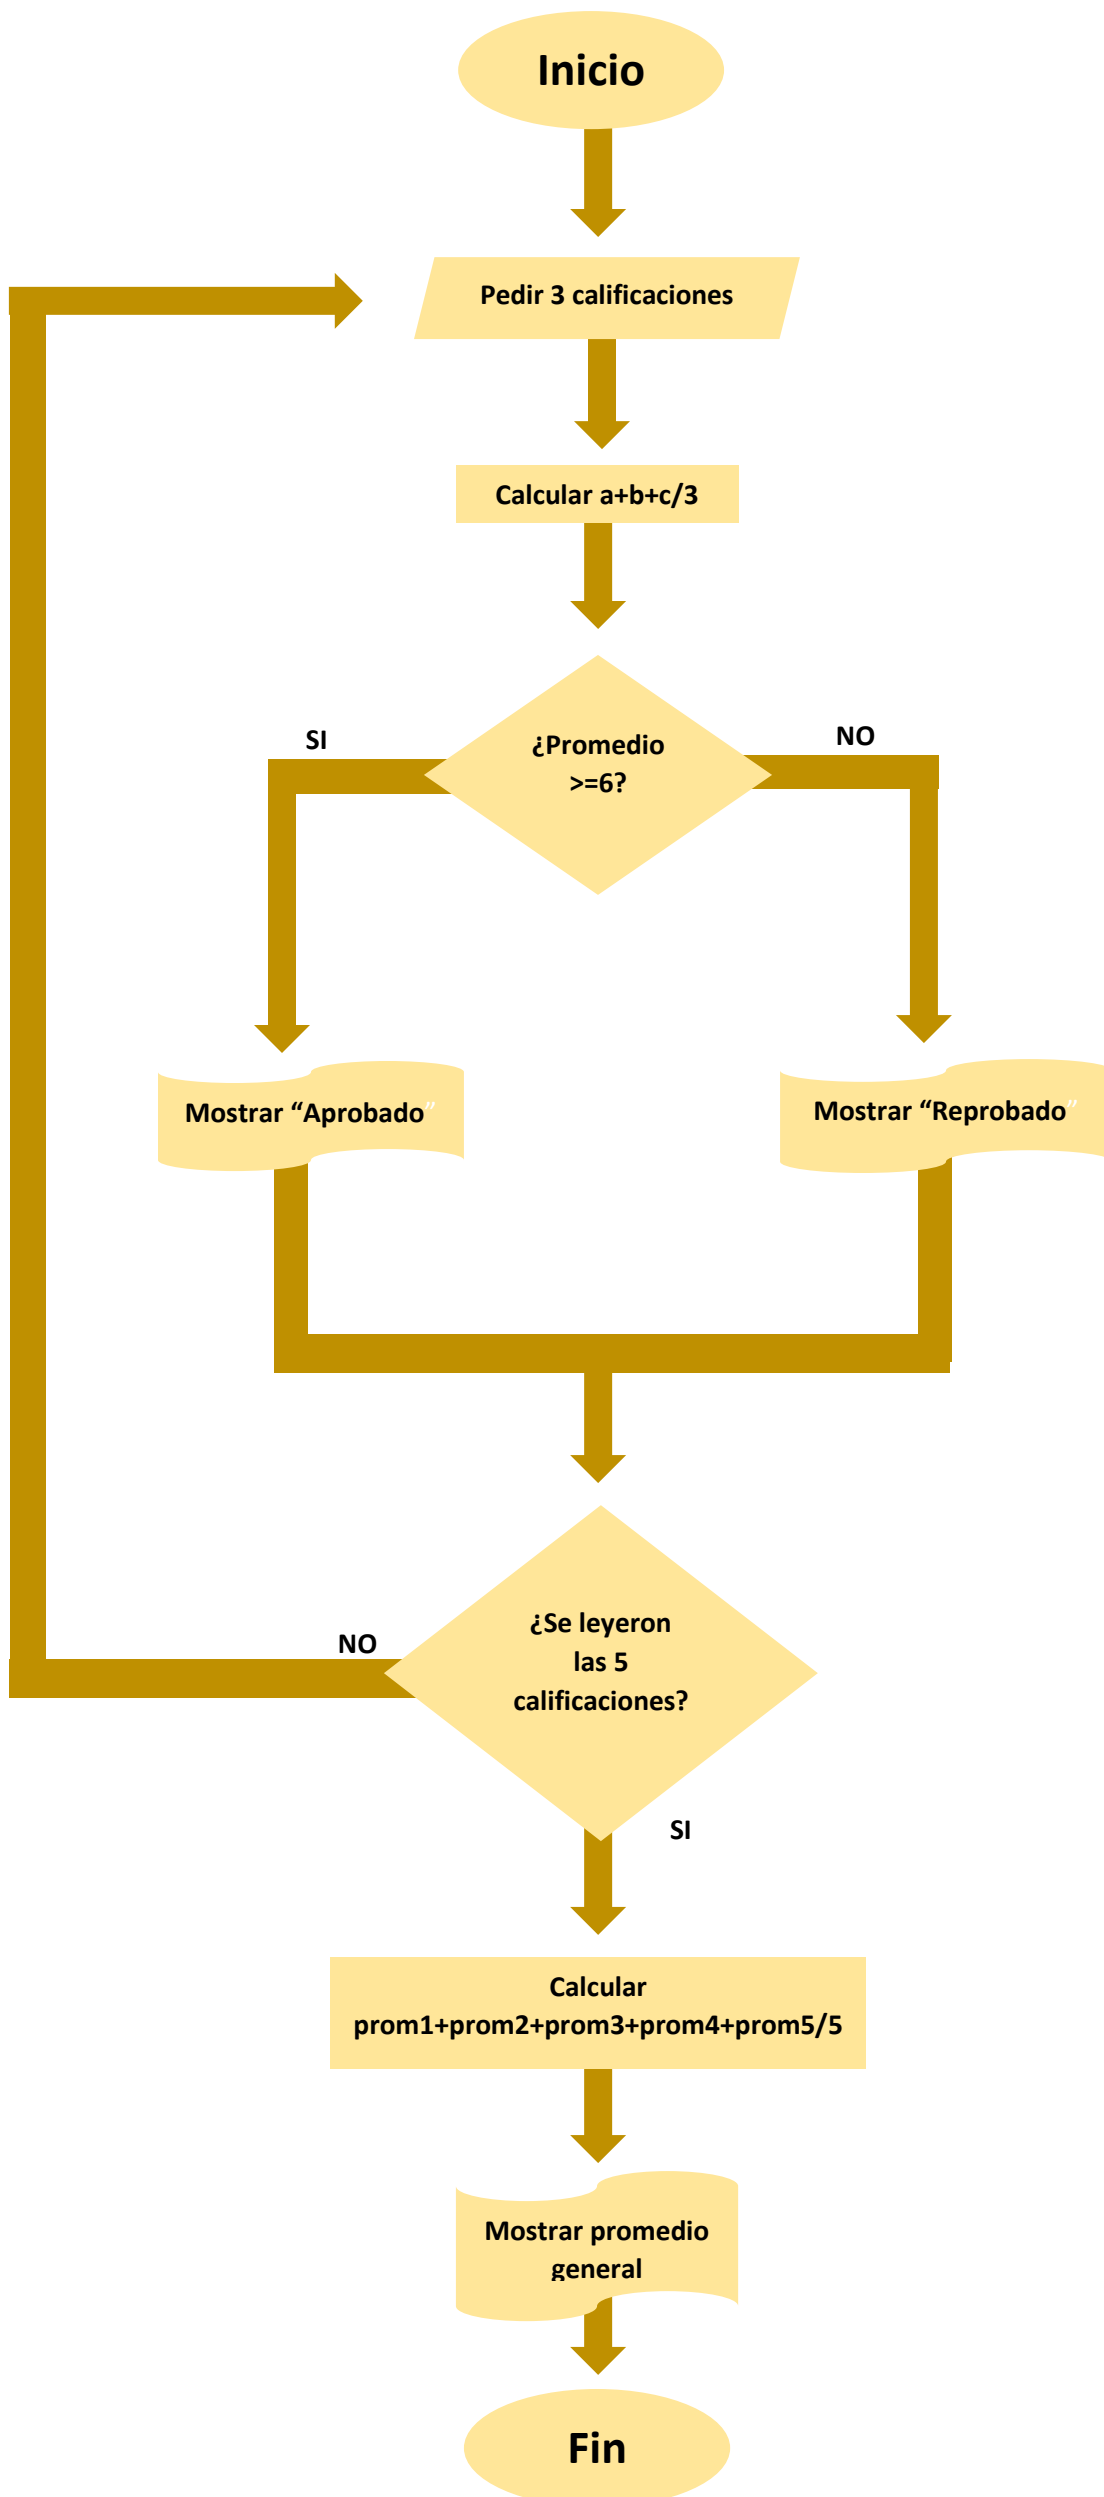 Inicio
Pedir 3 calificaciones
Calcular a+b+c/3
SI
NO
¿Promedio
>=6?
Mostrar “Aprobado”
Mostrar “Reprobado”
¿Se leyeron
las 5
calificaciones?
NO
SI
Calcular
prom1+prom2+prom3+prom4+prom5/5
Mostrar promedio
general
Fin